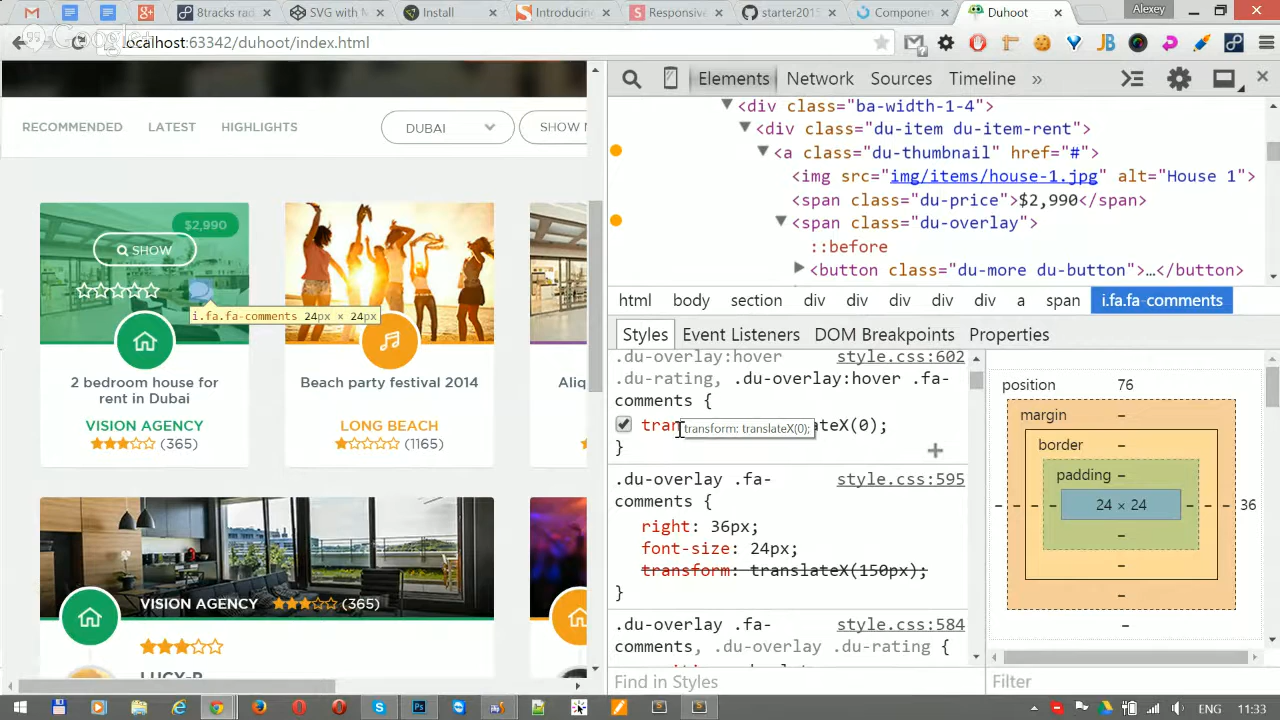 8tracks rad
SVG with M
Install
Introducin
Responsive
starter2015
Component
Duhoot
Alexey
localhost:63342/duhoot/index.html
Google+
RECOMMENDED LATEST HIGHLIGHTS
DUBAI
SHOW
$2,990
SHOW
i.fa.fa-comments 24px × 24px
2 bedroom house for
rent in Dubai
VISION AGENCY
(365)
Beach party festival 2014
LONG BEACH
(1165)
Aliq
VISION AGENCY (365)
Elements Network Sources Timeline »
<div class="ba-width-1-4">
<div class="du-item du-item-rent">
<a class="du-thumbnail" href="#">
<img src="img/items/house-1.jpg" alt="House 1">
<span class="du-price">$2,990</span>
<span class="du-overlay">
::before
<button class="du-more du-button">…</button>
html body section div div div div div a span i.fa.fa-comments
Styles Event Listeners DOM Breakpoints Properties
.du-overlay:hover style.css:602
.du-rating, .du-overlay:hover .fa-
comments {
tran ateX(0);
transform: translateX(0);
}
.du-overlay .fa- style.css:595
comments {
right: 36px;
font-size: 24px;
transform: translateX(150px);
}
.du-overlay .fa- style.css:584
comments, .du-overlay .du-rating {
Find in Styles
position 76
margin –
border –
padding –
24 × 24
36
–
Filter
ENG 11:33